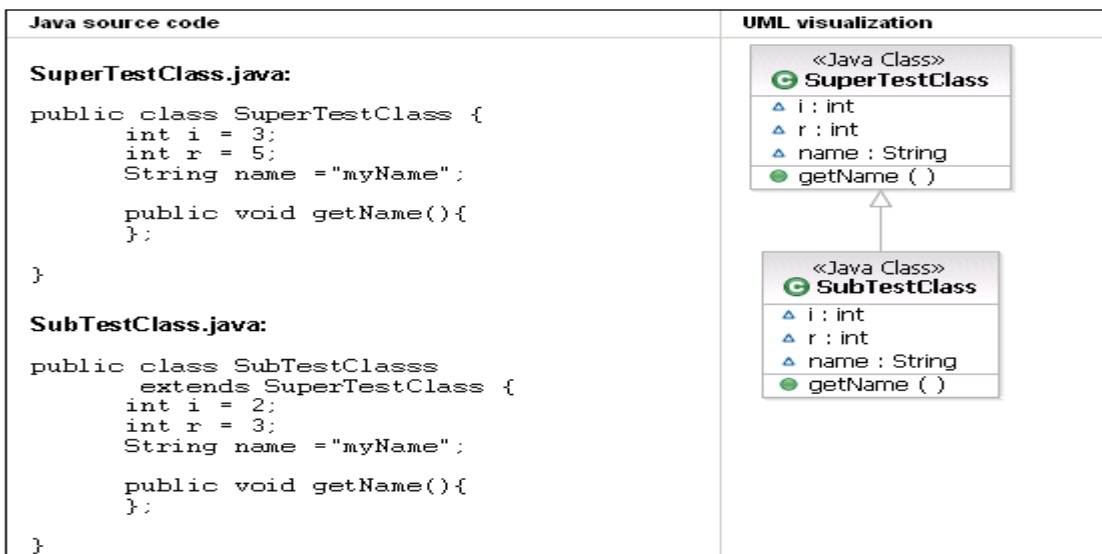 Java source code
SuperTestClass.java:
public class SuperTestClass {
int i = 3;
int r = 5;
String name ="myName";
public void getName(){
};
}
SubTestClass.java:
public class SubTestClasss
extends SuperTestClass {
int i = 2;
int r = 3;
String name ="myName";
public void getName(){
};
}
UML visualization
«Java Class»
SuperTestClass
i : int
r : int
name : String
getName ( )
«Java Class»
SubTestClass
i : int
r : int
name : String
getName ( )